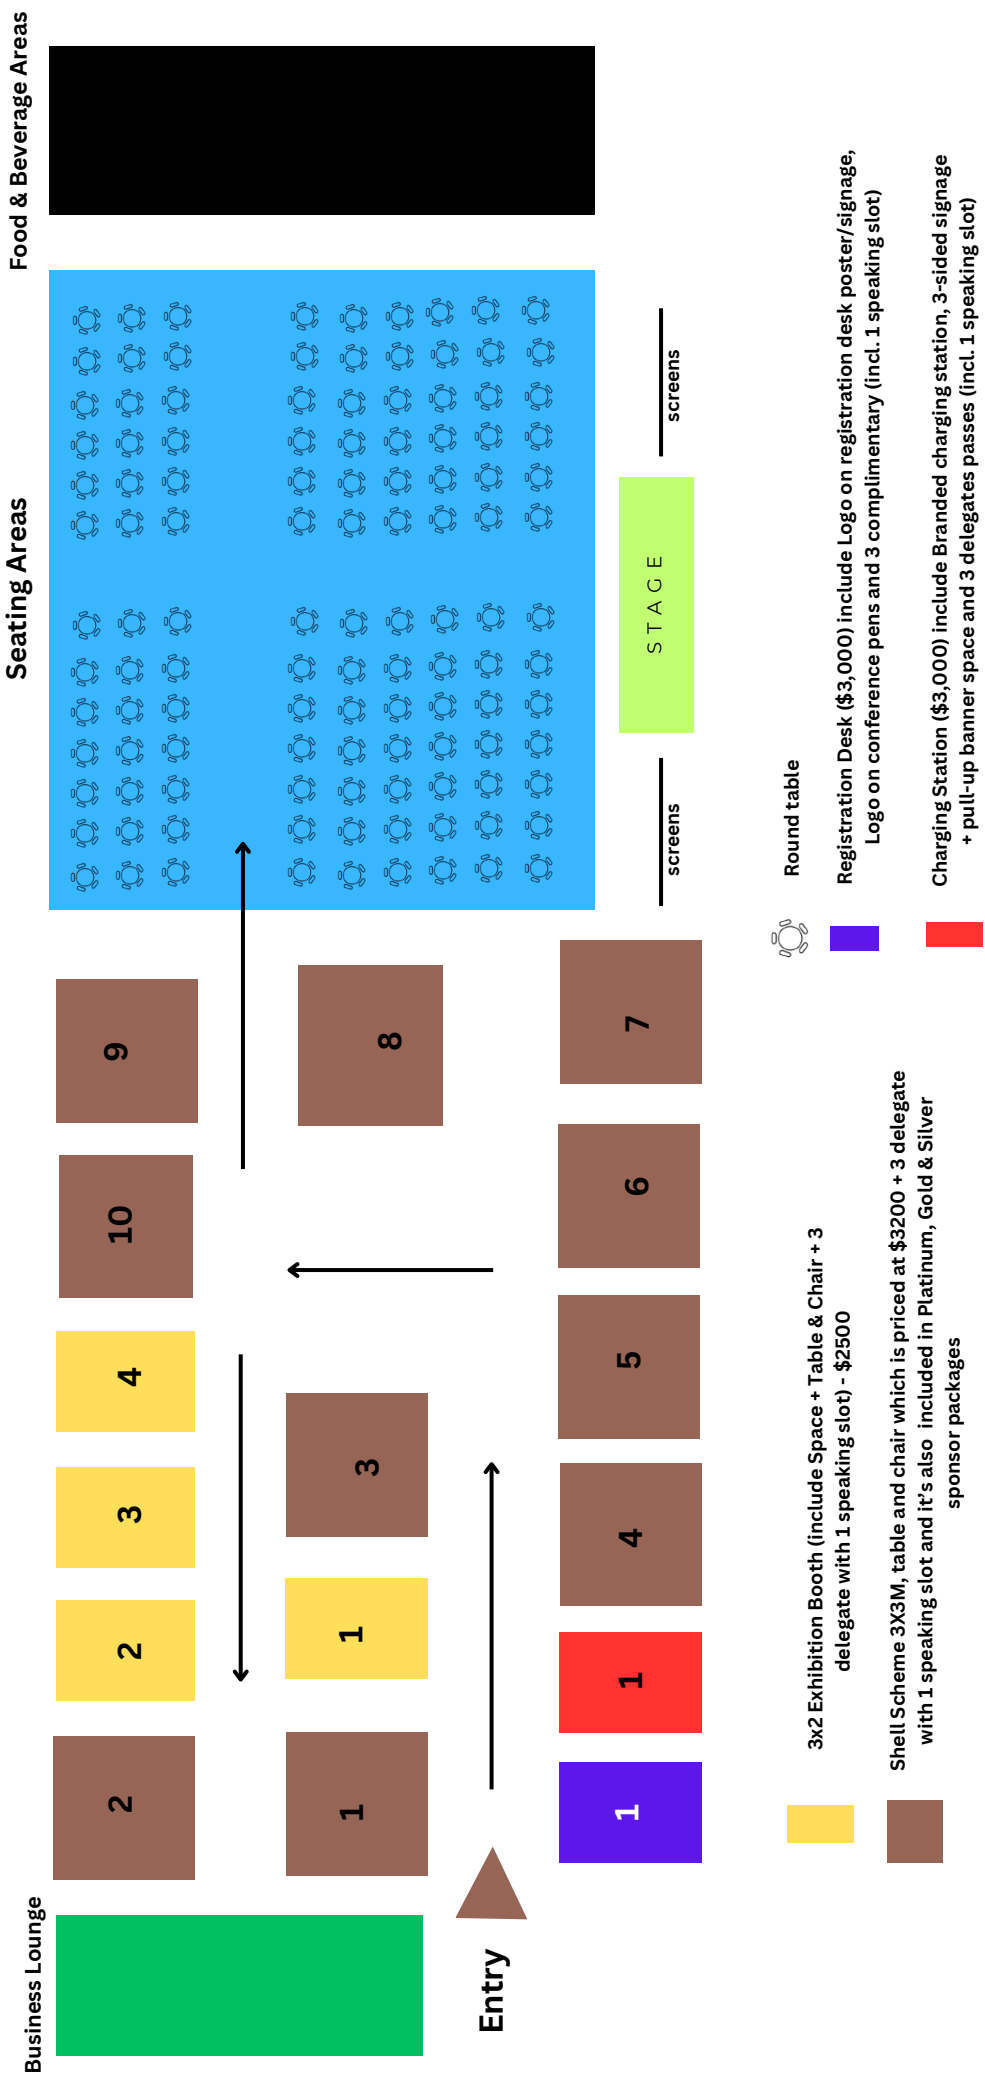 Business Lounge
Seating Areas
Food & Beverage Areas
2
2
3
4
10
9
1
1
3
8
Entry
1
1
4
5
6
7
screens
STAGE
screens
3x2 Exhibition Booth (include Space + Table & Chair + 3
delegate with 1 speaking slot) - $2500
Shell Scheme 3X3M, table and chair which is priced at $3200 + 3 delegate
with 1 speaking slot and it's also included in Platinum, Gold & Silver
sponsor packages
Round table
Registration Desk ($3,000) include Logo on registration desk poster/signage,
Logo on conference pens and 3 complimentary (incl. 1 speaking slot)
Charging Station ($3,000) include Branded charging station, 3-sided signage
+ pull-up banner space and 3 delegates passes (incl. 1 speaking slot)